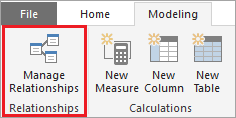 File Home Modeling
Manage New New New
Relationships Measure Column Table
Relationships Calculations